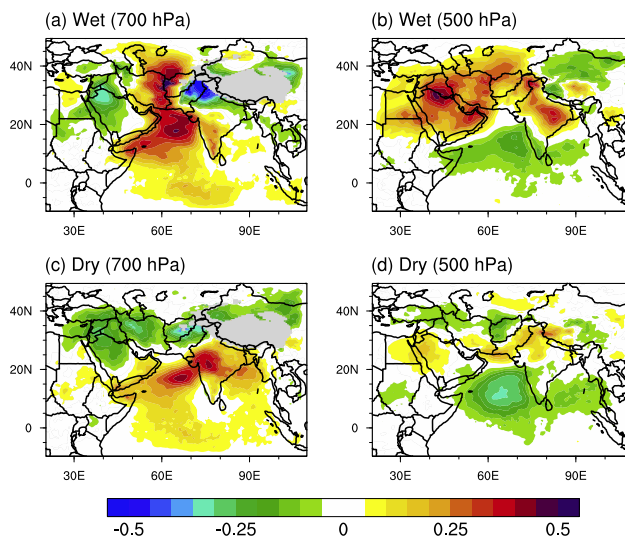 (a) Wet (700 hPa)
(b) Wet (500 hPa)
40N
20N
0
30E 60E 90E
40N
20N
0
30E 60E 90E
(c) Dry (700 hPa)
(d) Dry (500 hPa)
40N
20N
0
30E 60E 90E
40N
20N
0
30E 60E 90E
-0.5 -0.25 0 0.25 0.5